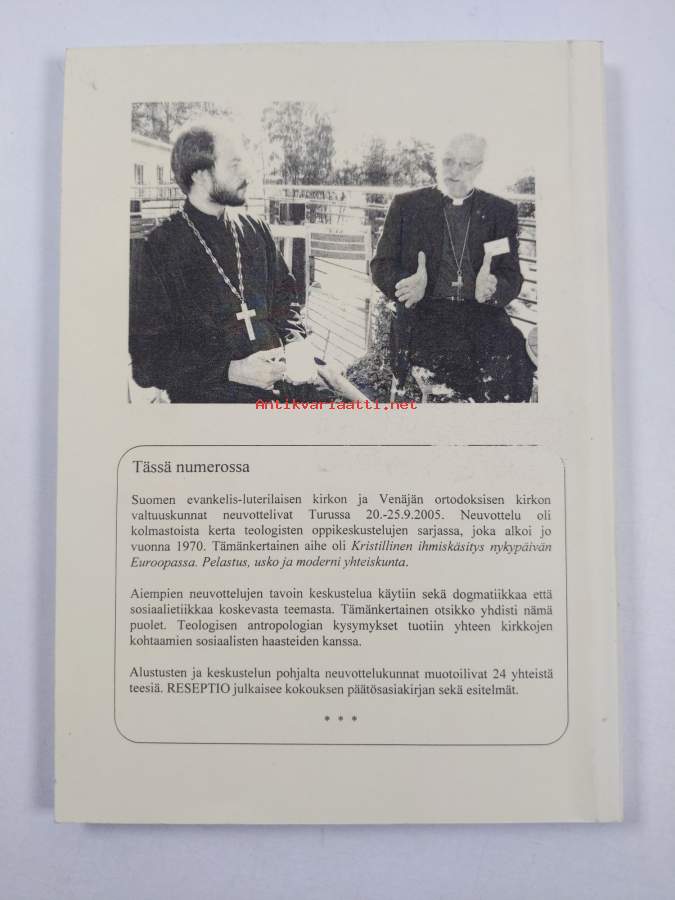 Antikvariaatti.net
Tässä numerossa
Suomen evankelis-luterilaisen kirkon ja Venäjän ortodoksisen kirkon
valtuuskunnat neuvottelivat Turussa 20.-25.9.2005. Neuvottelu oli
kolmastoista kerta teologisten oppikeskustelujen sarjassa, joka alkoi jo
vuonna 1970. Tämänkertainen aihe oli Kristillinen ihmiskäsitys nykypäivän
Euroopassa. Pelastus, usko ja moderni yhteiskunta.
Aiempien neuvottelujen tavoin keskustelua käytiin sekä dogmatiikkaa että
sosiaalietiikkaa koskevasta teemasta. Tämänkertainen otsikko yhdisti nämä
puolet. Teologisen antropologian kysymykset tuotiin yhteen kirkkojen
kohtaamien sosiaalisten haasteiden kanssa.
Alustusten ja keskustelun pohjalta neuvottelukunnat muotoilivat 24 yhteistä
teesiä. RESEPTIO julkaisee kokouksen päätösasiakirjan sekä esitelmät.
* * *